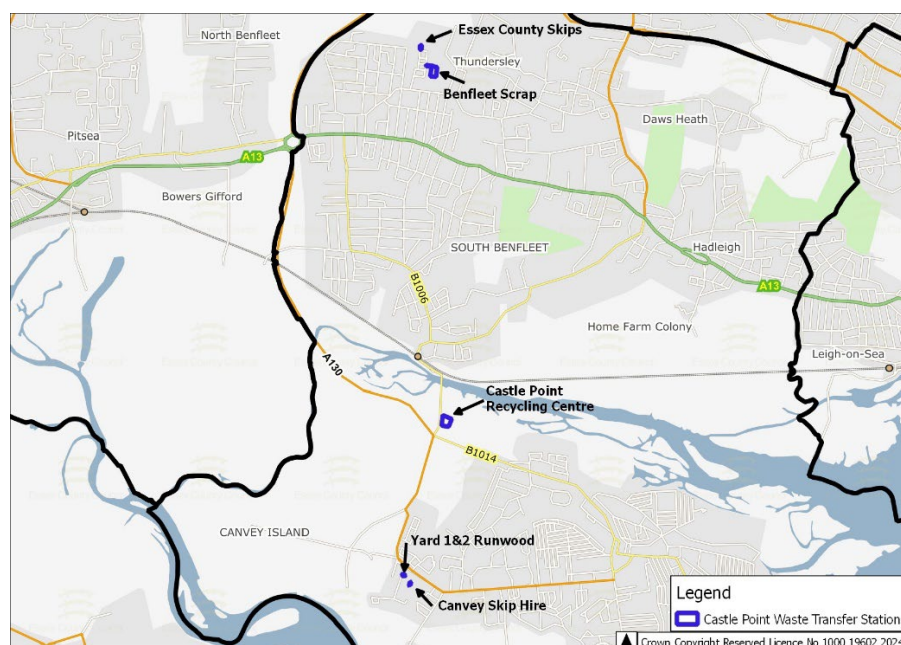 Essex County Skips
North Benfleet
Thundersley
Benfleet Scrap
Daws Heath
Pitsea
A13
Bowers Gifford
SOUTH BENFLEET
Hadleigh
B1006
A13
Home Farm Colony
A130
Leigh-on-Sea
Castle Point
Recycling Centre
B1014
CANVEY ISLAND
Yard 1&2 Runwood
Canvey Skip Hire
Legend
Castle Point Waste Transfer Station
Crown Copyright Reserved Licence No 1000 19602 2024